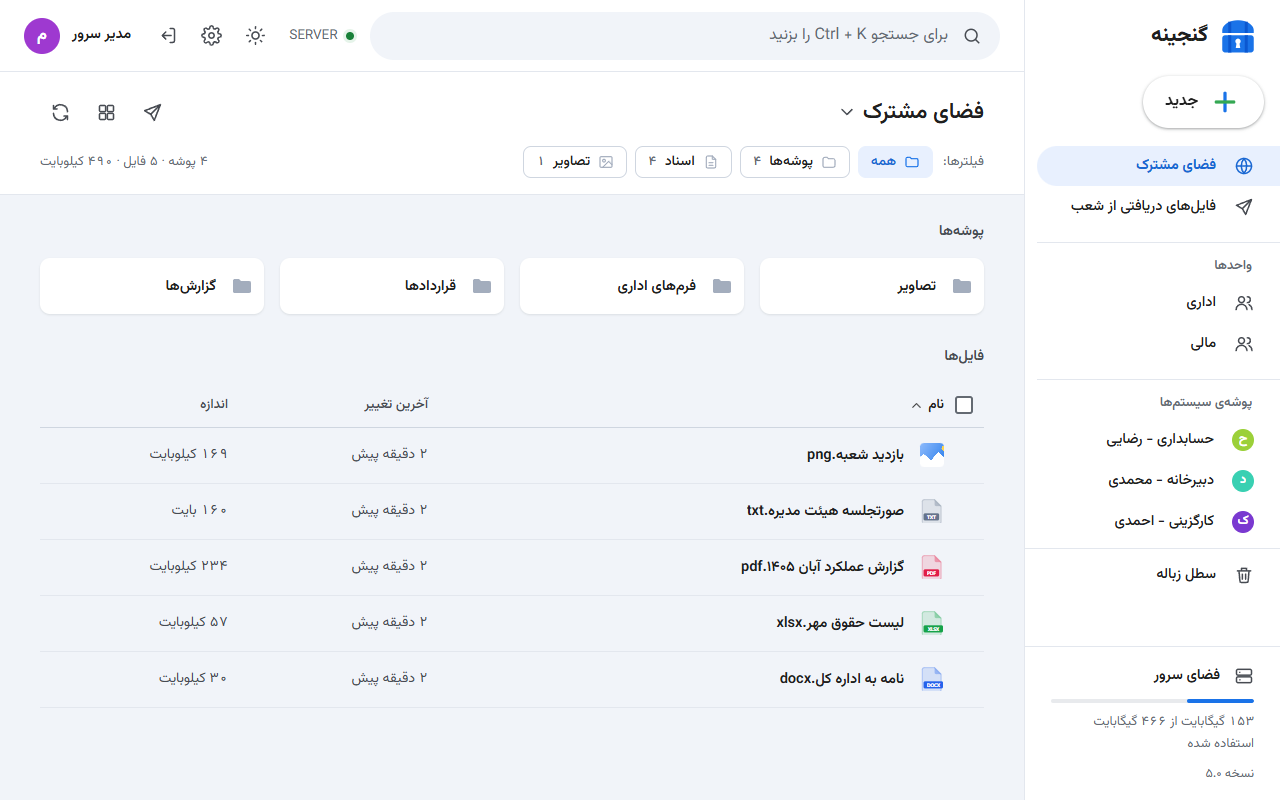 گنجینه
جدید
فضای مشترک
فایل‌های دریافتی از شعب
واحدها
اداری
مالی
پوشه‌ی سیستم‌ها
ح حسابداری - رضایی
د دبیرخانه - محمدی
ک کارگزینی - احمدی
سطل زباله
فضای سرور
۱۵۳ گیگابایت از ۴۶۶ گیگابایت
استفاده شده
نسخه ۵.۰
برای جستجو Ctrl + K را بزنید
SERVER
مدیر سرور
م
فضای مشترک
فیلترها: همه پوشه‌ها ۴ اسناد ۴ تصاویر ۱
۴ پوشه · ۵ فایل · ۴۹۰ کیلوبایت
پوشه‌ها
تصاویر
فرم‌های اداری
قراردادها
گزارش‌ها
فایل‌ها
نام آخرین تغییر اندازه
بازدید شعبه.png ۲ دقیقه پیش ۱۶۹ کیلوبایت
TXT صورتجلسه هیئت مدیره.txt ۲ دقیقه پیش ۱۶۰ بایت
PDF گزارش عملکرد آبان ۱۴۰۵.pdf ۲ دقیقه پیش ۲۳۴ کیلوبایت
XLSX لیست حقوق مهر.xlsx ۲ دقیقه پیش ۵۷ کیلوبایت
DOCX نامه به اداره کل.docx ۲ دقیقه پیش ۳۰ کیلوبایت